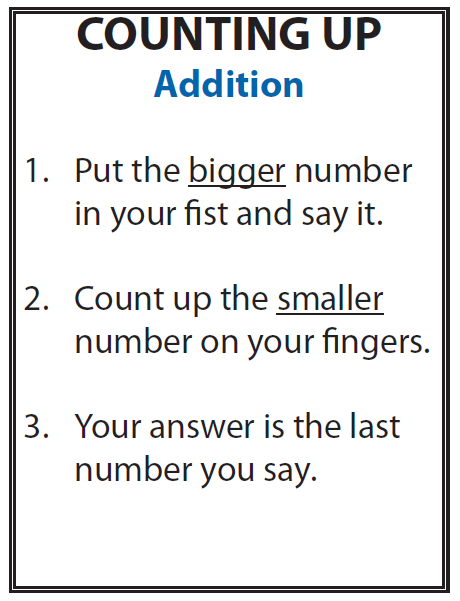 COUNTING UP
Addition
1. Put the bigger number
in your fist and say it.
2. Count up the smaller
number on your fingers.
3. Your answer is the last
number you say.